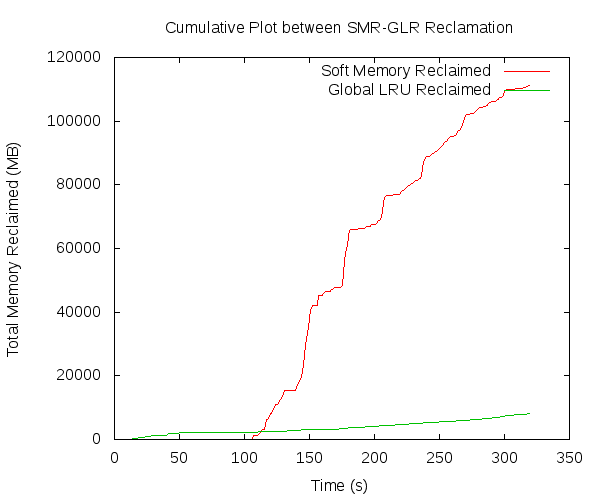 Cumulative Plot between SMR-GLR Reclamation
Soft Memory Reclaimed
Global LRU Reclaimed
Total Memory Reclaimed (MB)
120000
100000
80000
60000
40000
20000
0
0 50 100 150 200 250 300 350
Time (s)